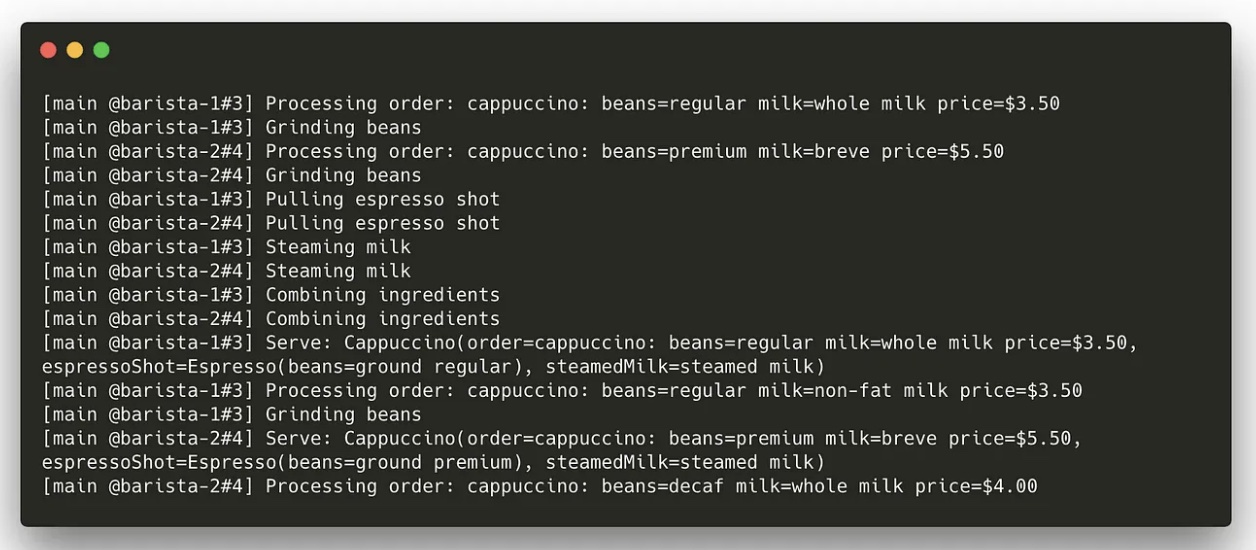 [main @barista-1#3] Processing order: cappuccino: beans=regular milk=whole milk price=$3.50
[main @barista-1#3] Grinding beans
[main @barista-2#4] Processing order: cappuccino: beans=premium milk=breve price=$5.50
[main @barista-2#4] Grinding beans
[main @barista-1#3] Pulling espresso shot
[main @barista-2#4] Pulling espresso shot
[main @barista-1#3] Steaming milk
[main @barista-2#4] Steaming milk
[main @barista-1#3] Combining ingredients
[main @barista-2#4] Combining ingredients
[main @barista-1#3] Serve: Cappuccino(order=cappuccino: beans=regular milk=whole milk price=$3.50,
espressoShot=Espresso(beans=ground regular), steamedMilk=steamed milk)
[main @barista-1#3] Processing order: cappuccino: beans=regular milk=non-fat milk price=$3.50
[main @barista-1#3] Grinding beans
[main @barista-2#4] Serve: Cappuccino(order=cappuccino: beans=premium milk=breve price=$5.50,
espressoShot=Espresso(beans=ground premium), steamedMilk=steamed milk)
[main @barista-2#4] Processing order: cappuccino: beans=decaf milk=whole milk price=$4.00